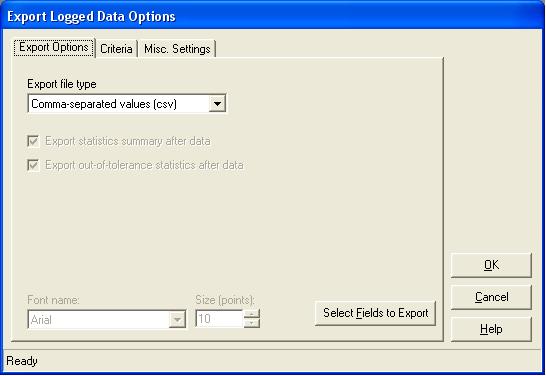 Export Logged Data Options
Export Options Criteria Misc. Settings
Export file type
Comma-separated values (csv)
Export statistics summary after data
Export out-of-tolerance statistics after data
OK
Cancel
Font name: Size (points):
Arial 10 Select Fields to Export
Help
Ready